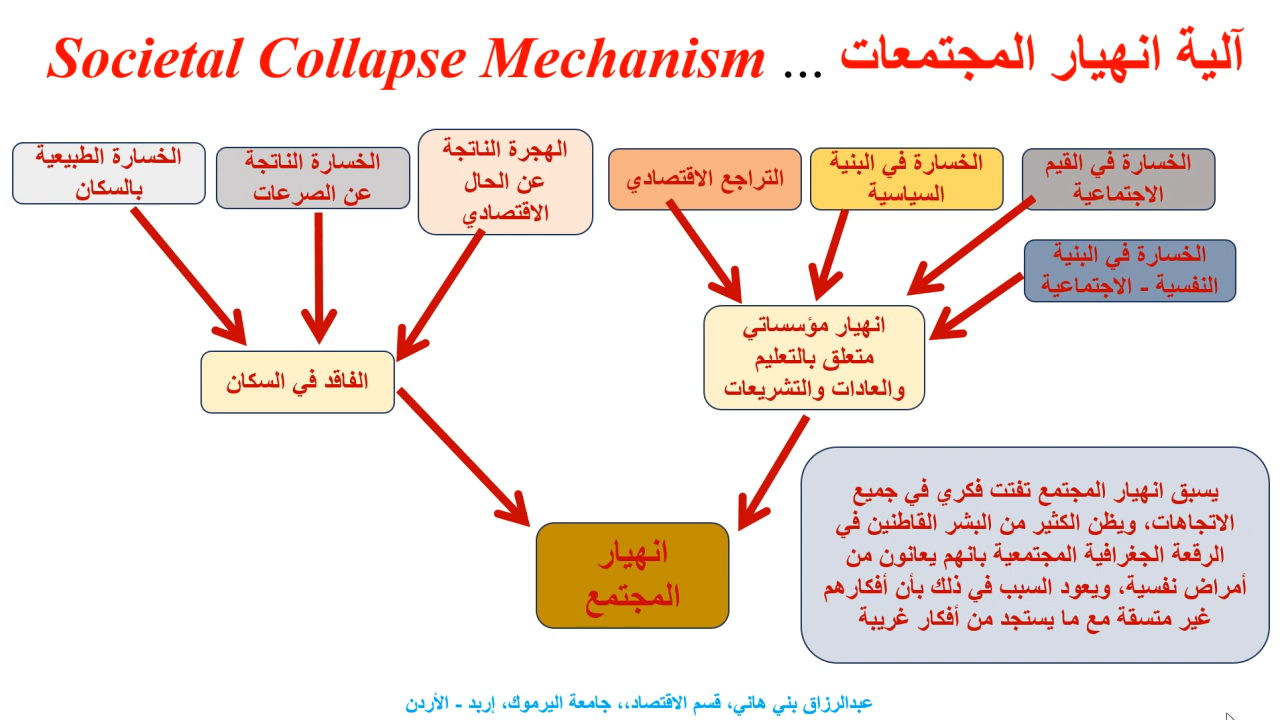 آلية انهيار المجتمعات ... Societal Collapse Mechanism
الخسارة في القيم
الاجتماعية
الخسارة في البنية
السياسية
التراجع الاقتصادي
الهجرة الناتجة
عن الحال
الاقتصادي
الخسارة الناتجة
عن الصرعات
الخسارة الطبيعية
بالسكان
الخسارة في البنية
النفسية - الاجتماعية
انهيار مؤسساتي
متعلق بالتعليم
والعادات والتشريعات
الفاقد في السكان
انهيار
المجتمع
يسبق انهيار المجتمع تفتت فكري في جميع
الاتجاهات، ويظن الكثير من البشر القاطنين في
الرقعة الجغرافية المجتمعية بانهم يعانون من
أمراض نفسية، ويعود السبب في ذلك بأن أفكارهم
غير متسقة مع ما يستجد من أفكار غريبة
عبدالرزاق بني هاني، قسم الاقتصاد،، جامعة اليرموك، إربد - الأردن